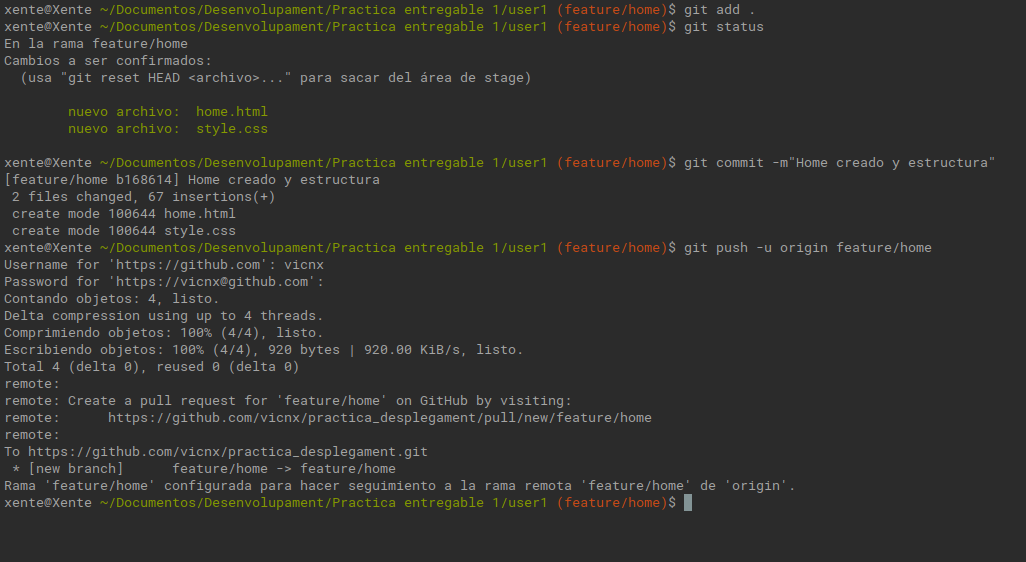 xente@Xente ~/Documentos/Desenvolupament/Practica entregable 1/user1 (feature/home)$ git add .
xente@Xente ~/Documentos/Desenvolupament/Practica entregable 1/user1 (feature/home)$ git status
En la rama feature/home
Cambios a ser confirmados:
  (usa "git reset HEAD <archivo>..." para sacar del área de stage)

        nuevo archivo:  home.html
        nuevo archivo:  style.css

xente@Xente ~/Documentos/Desenvolupament/Practica entregable 1/user1 (feature/home)$ git commit -m"Home creado y estructura"
[feature/home b168614] Home creado y estructura
 2 files changed, 67 insertions(+)
 create mode 100644 home.html
 create mode 100644 style.css
xente@Xente ~/Documentos/Desenvolupament/Practica entregable 1/user1 (feature/home)$ git push -u origin feature/home
Username for 'https://github.com': vicnx
Password for 'https://vicnx@github.com':
Contando objetos: 4, listo.
Delta compression using up to 4 threads.
Comprimiendo objetos: 100% (4/4), listo.
Escribiendo objetos: 100% (4/4), 920 bytes | 920.00 KiB/s, listo.
Total 4 (delta 0), reused 0 (delta 0)
remote:
remote: Create a pull request for 'feature/home' on GitHub by visiting:
remote:      https://github.com/vicnx/practica_desplegament/pull/new/feature/home
remote:
To https://github.com/vicnx/practica_desplegament.git
 * [new branch]      feature/home -> feature/home
Rama 'feature/home' configurada para hacer seguimiento a la rama remota 'feature/home' de 'origin'.
xente@Xente ~/Documentos/Desenvolupament/Practica entregable 1/user1 (feature/home)$